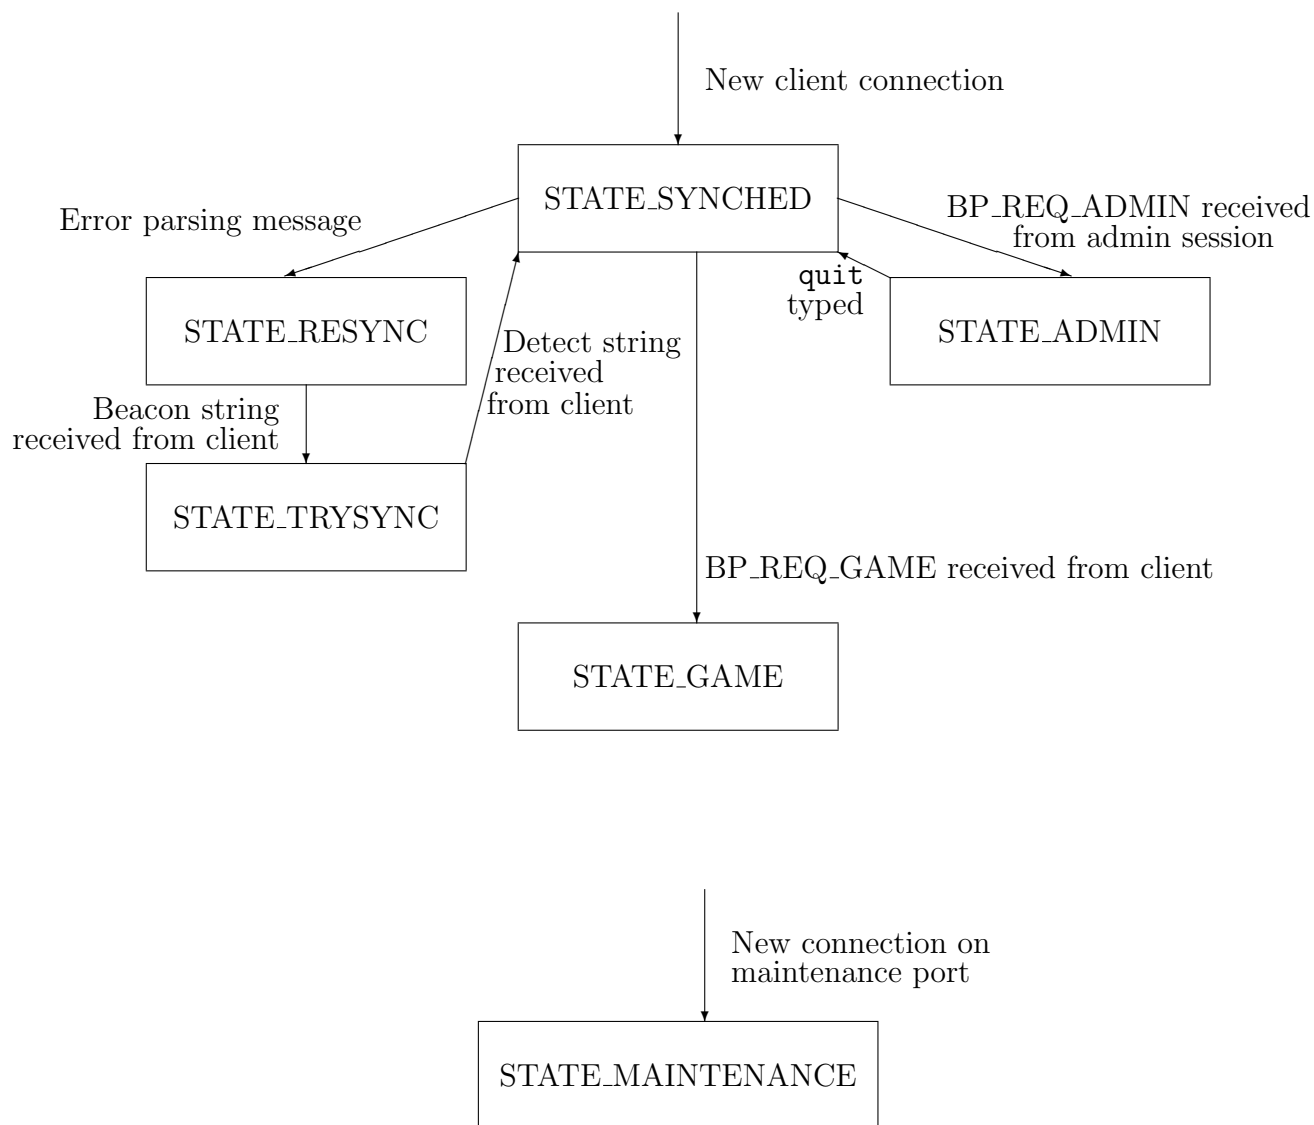 New client connection
STATE_SYNCHED
BP_REQ_ADMIN received
from admin session
Error parsing message
quit
typed
STATE_RESYNC
STATE_ADMIN
Detect string
received
from client
Beacon string
received from client
STATE_TRYSYNC
BP_REQ_GAME received from client
STATE_GAME
New connection on
maintenance port
STATE_MAINTENANCE